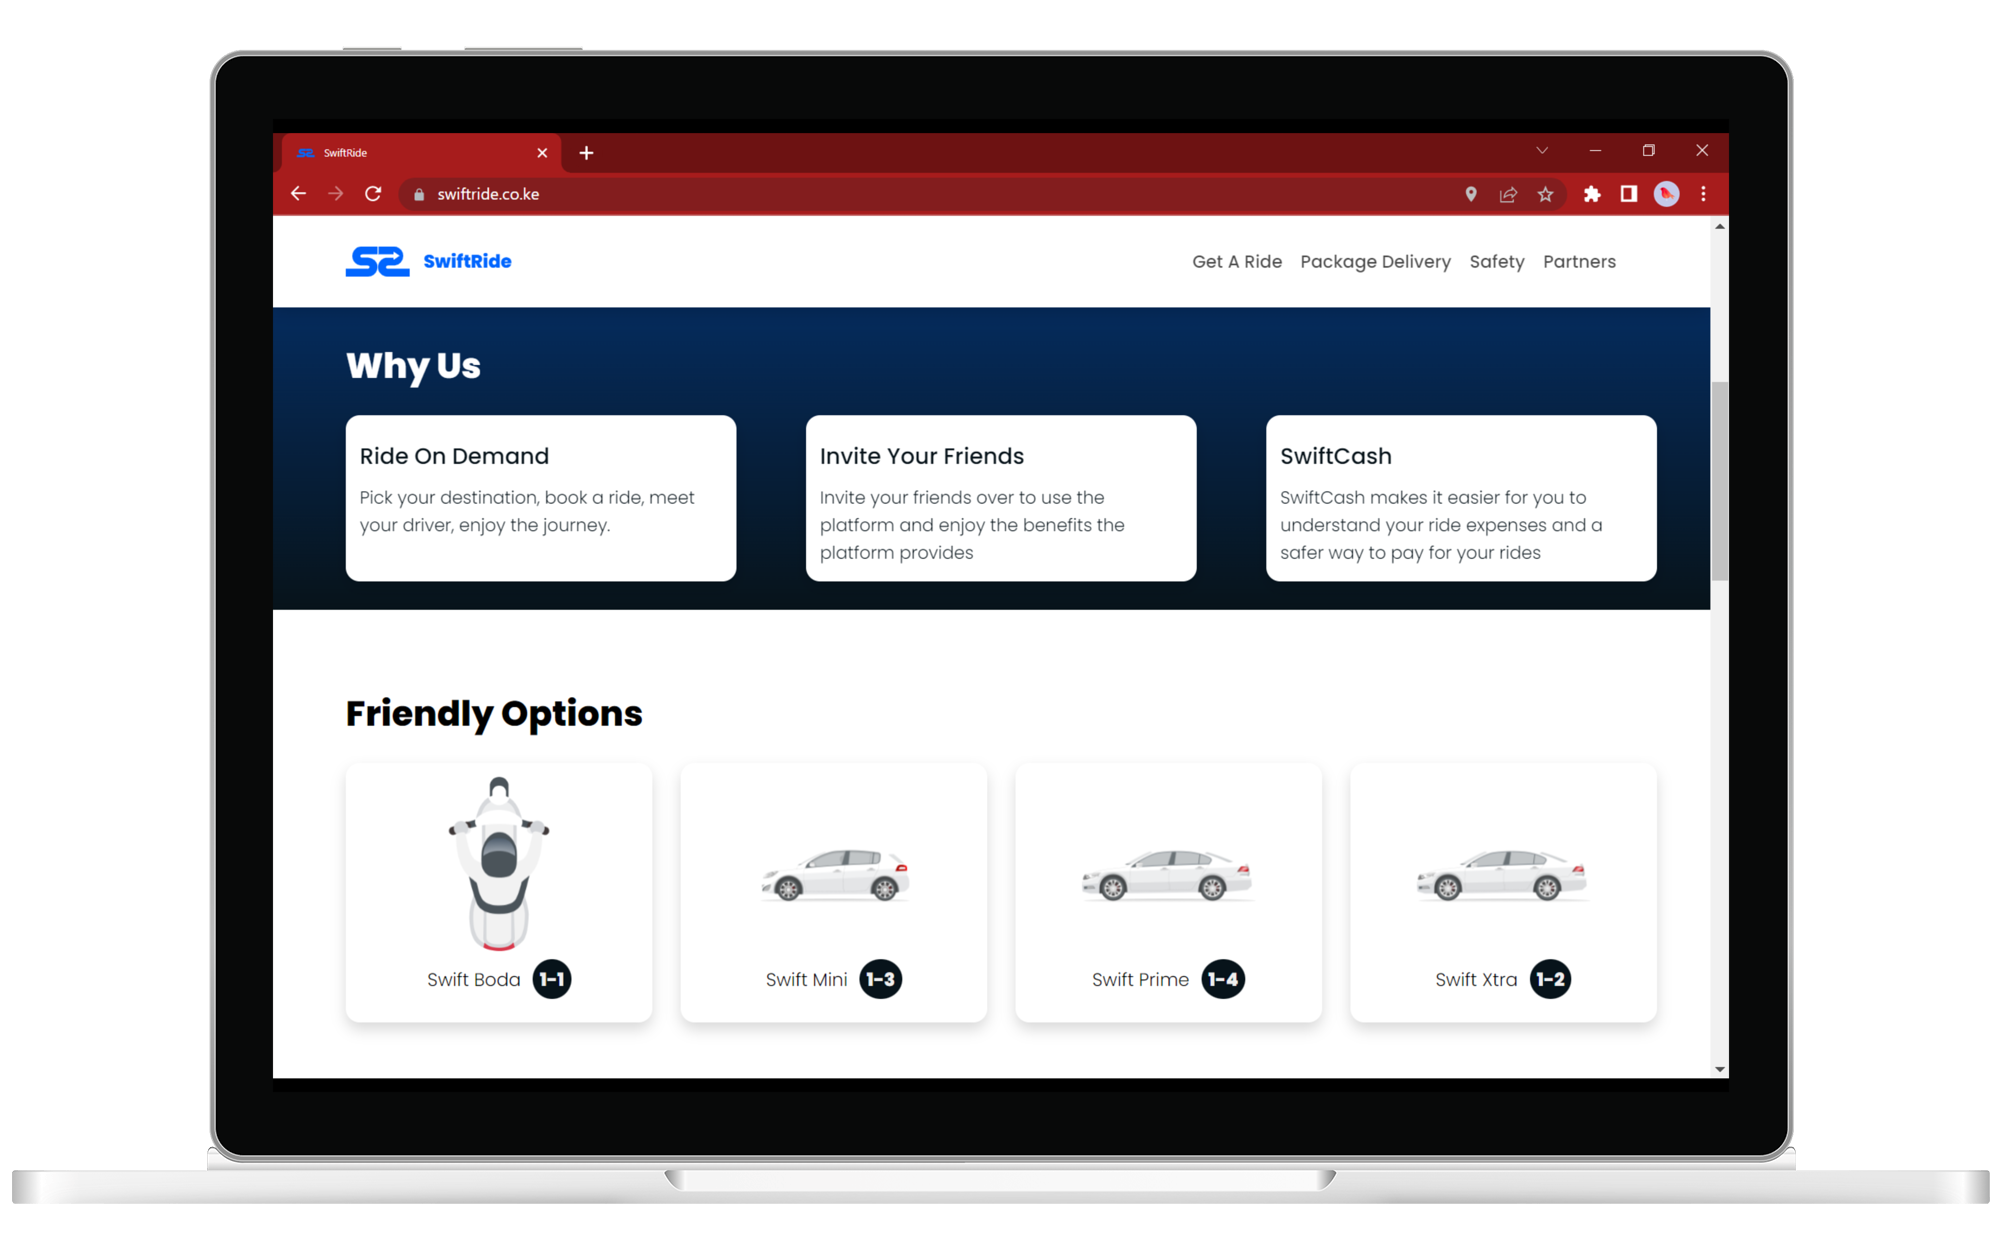 SwiftRide
swiftride.co.ke
SwiftRide
Get A Ride Package Delivery Safety Partners
Why Us
Ride On Demand
Pick your destination, book a ride, meet
your driver, enjoy the journey.
Invite Your Friends
Invite your friends over to use the
platform and enjoy the benefits the
platform provides
SwiftCash
SwiftCash makes it easier for you to
understand your ride expenses and a
safer way to pay for your rides
Friendly Options
Swift Boda 1-1
Swift Mini 1-3
Swift Prime 1-4
Swift Xtra 1-2